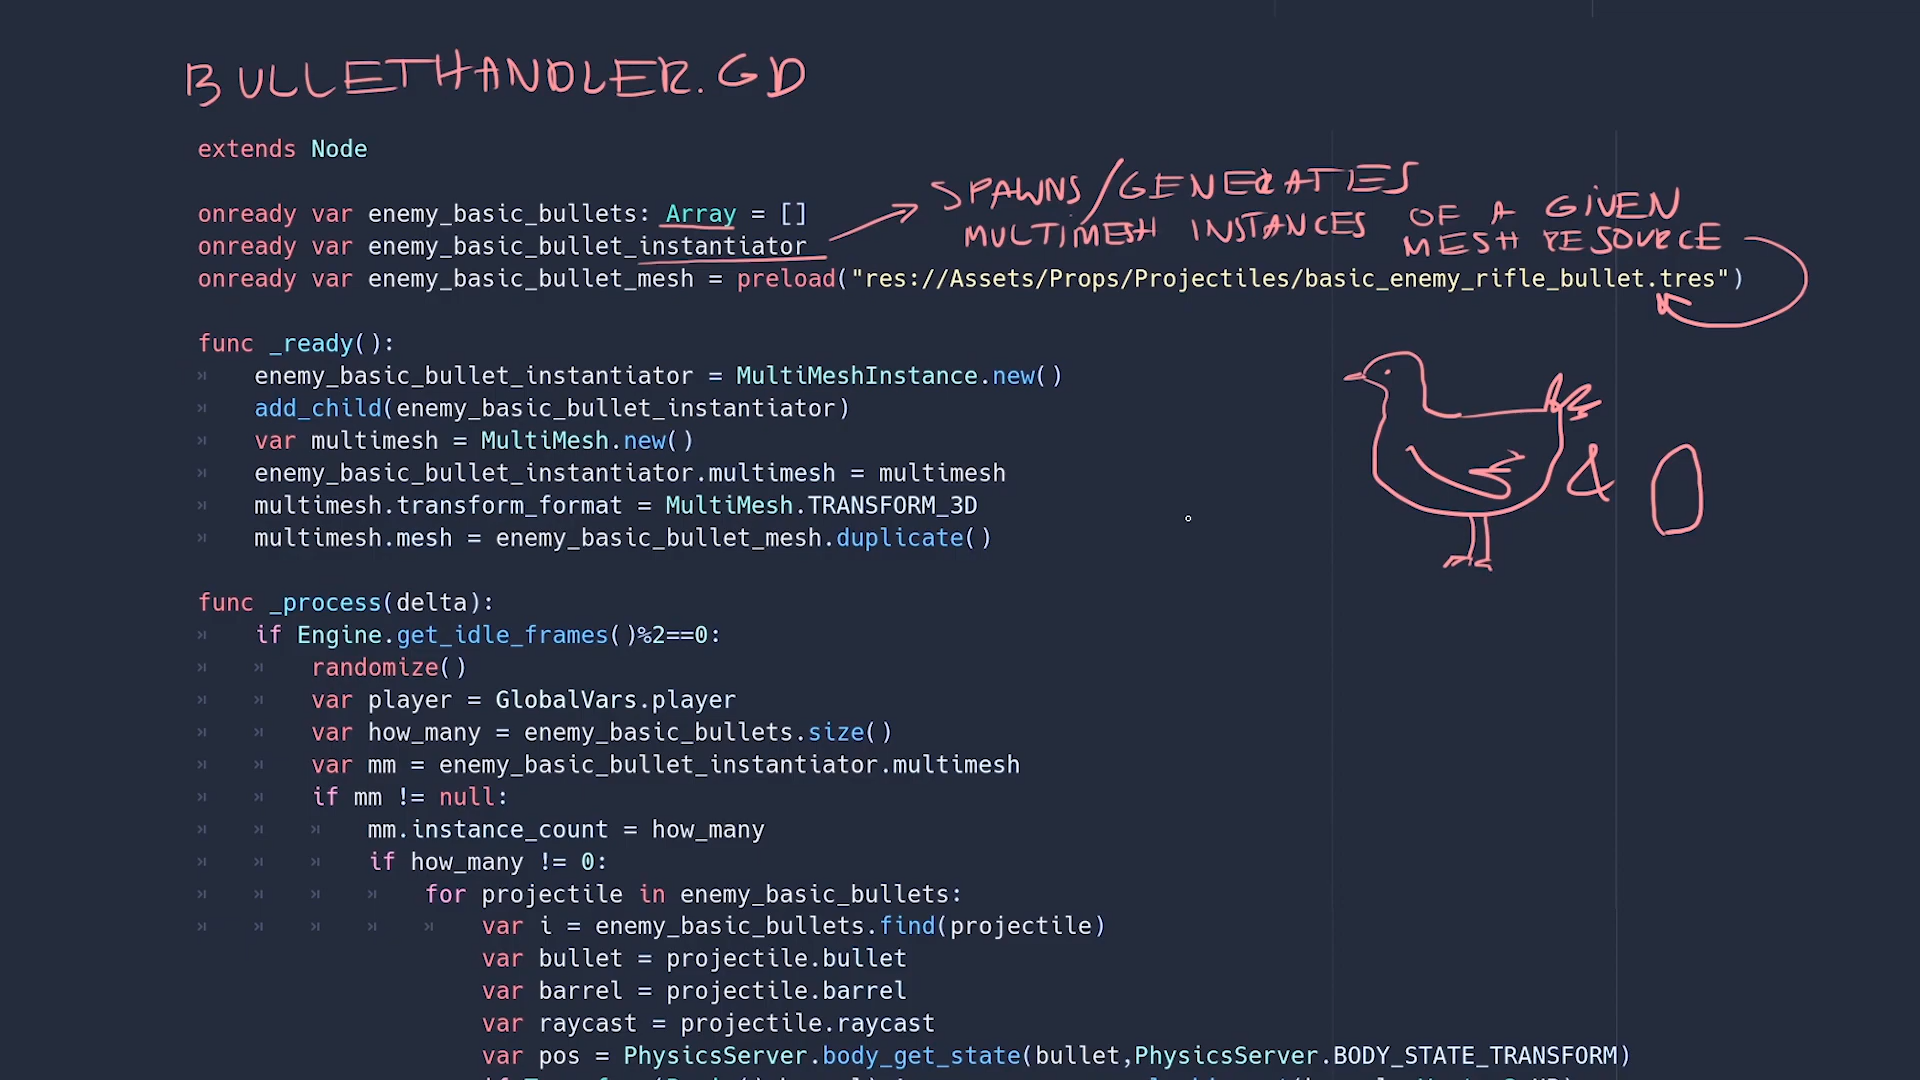 BULLETHANDLER.GD
extends Node
SPAWNS/GENERATES
MULTIMESH INSTANCES OF A GIVEN
MESH RESOURCE
onready var enemy_basic_bullets: Array = []
onready var enemy_basic_bullet_instantiator
onready var enemy_basic_bullet_mesh = preload("res://Assets/Props/Projectiles/basic_enemy_rifle_bullet.tres")
func _ready():
enemy_basic_bullet_instantiator = MultiMeshInstance.new()
add_child(enemy_basic_bullet_instantiator)
var multimesh = MultiMesh.new()
enemy_basic_bullet_instantiator.multimesh = multimesh
&
multimesh.transform_format = MultiMesh.TRANSFORM_3D
multimesh.mesh = enemy_basic_bullet_mesh.duplicate()
func _process(delta):
if Engine.get_idle_frames()%2==0:
randomize()
var player = GlobalVars.player
var how_many = enemy_basic_bullets.size()
var mm = enemy_basic_bullet_instantiator.multimesh
if mm != null:
mm.instance_count = how_many
if how_many != 0:
for projectile in enemy_basic_bullets:
var i = enemy_basic_bullets.find(projectile)
var bullet = projectile.bullet
var barrel = projectile.barrel
var raycast = projectile.raycast
var pos = PhysicsServer.body_get_state(bullet,PhysicsServer.BODY_STATE_TRANSFORM)